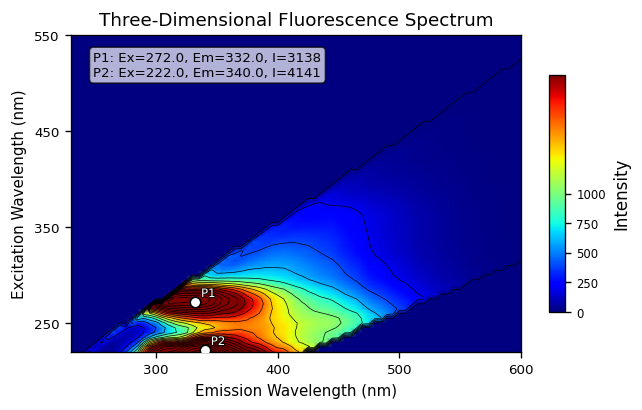 Three-Dimensional Fluorescence Spectrum
P1: Ex=272.0, Em=332.0, I=3138
P2: Ex=222.0, Em=340.0, I=4141
550
450
350
250
Excitation Wavelength (nm)
P1
P2
300
400
500
600
Emission Wavelength (nm)
1000
750
500
250
0
Intensity